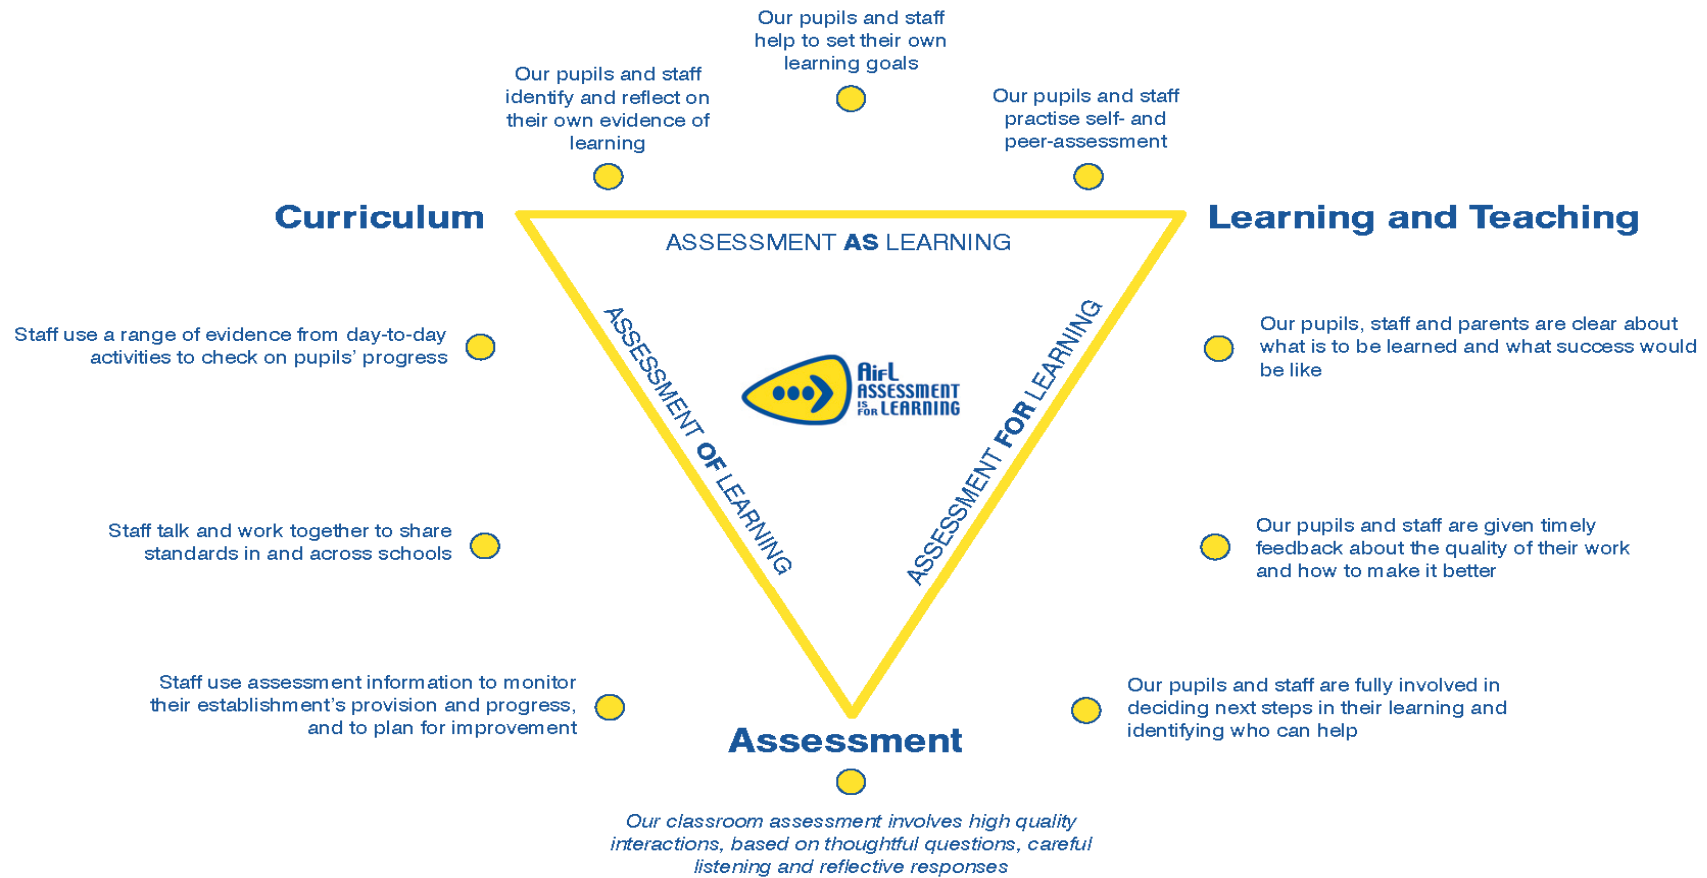 Our pupils and staff
help to set their own
learning goals
Our pupils and staff
identify and reflect on
their own evidence of
learning
Our pupils and staff
practise self- and
peer-assessment
Curriculum
Learning and Teaching
ASSESSMENT AS LEARNING
Staff use a range of evidence from day-to-day
activities to check on pupils’ progress
ASSESSMENT OF LEARNING
AifL
ASSESSMENT
IS
FOR LEARNING
ASSESSMENT FOR LEARNING
Our pupils, staff and parents are clear about
what is to be learned and what success would
be like
Staff talk and work together to share
standards in and across schools
Our pupils and staff are given timely
feedback about the quality of their work
and how to make it better
Staff use assessment information to monitor
their establishment’s provision and progress,
and to plan for improvement
Our pupils and staff are fully involved in
deciding next steps in their learning and
identifying who can help
Assessment
Our classroom assessment involves high quality
interactions, based on thoughtful questions, careful
listening and reflective responses